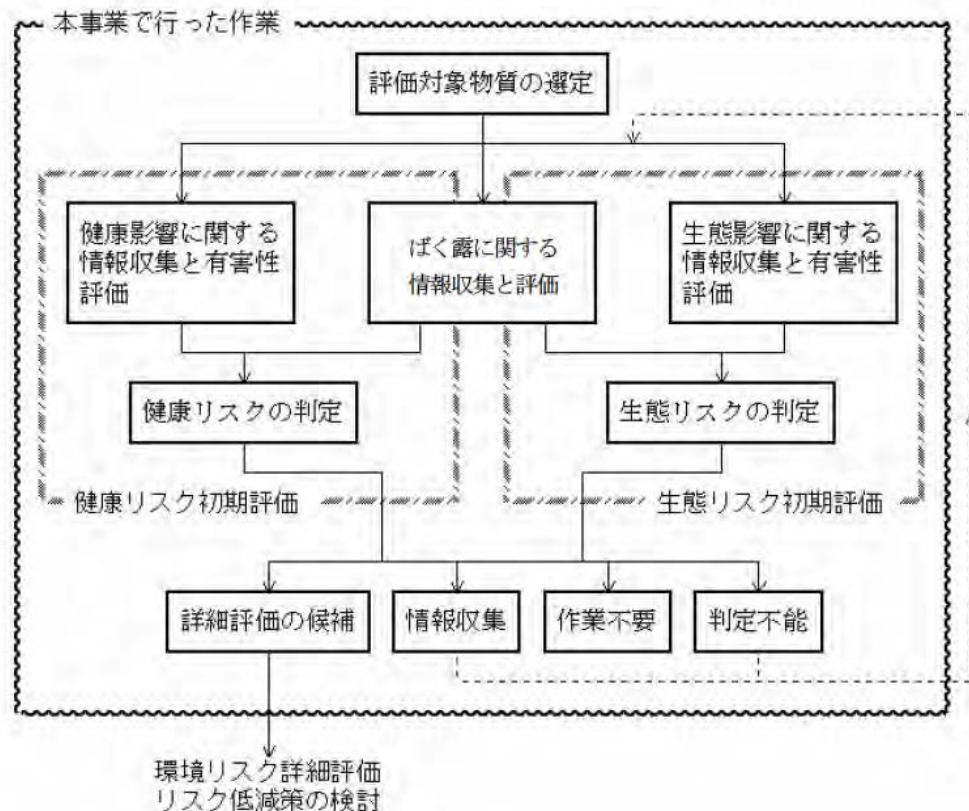 本事業で行った作業
評価対象物質の選定
健康影響に関する
情報収集と有害性
評価
ばく露に関する
情報収集と評価
生態影響に関する
情報収集と有害性
評価
健康リスクの判定
生態リスクの判定
健康リスク初期評価
生態リスク初期評価
詳細評価の候補
情報収集
作業不要
判定不能
環境リスク詳細評価
リスク低減策の検討